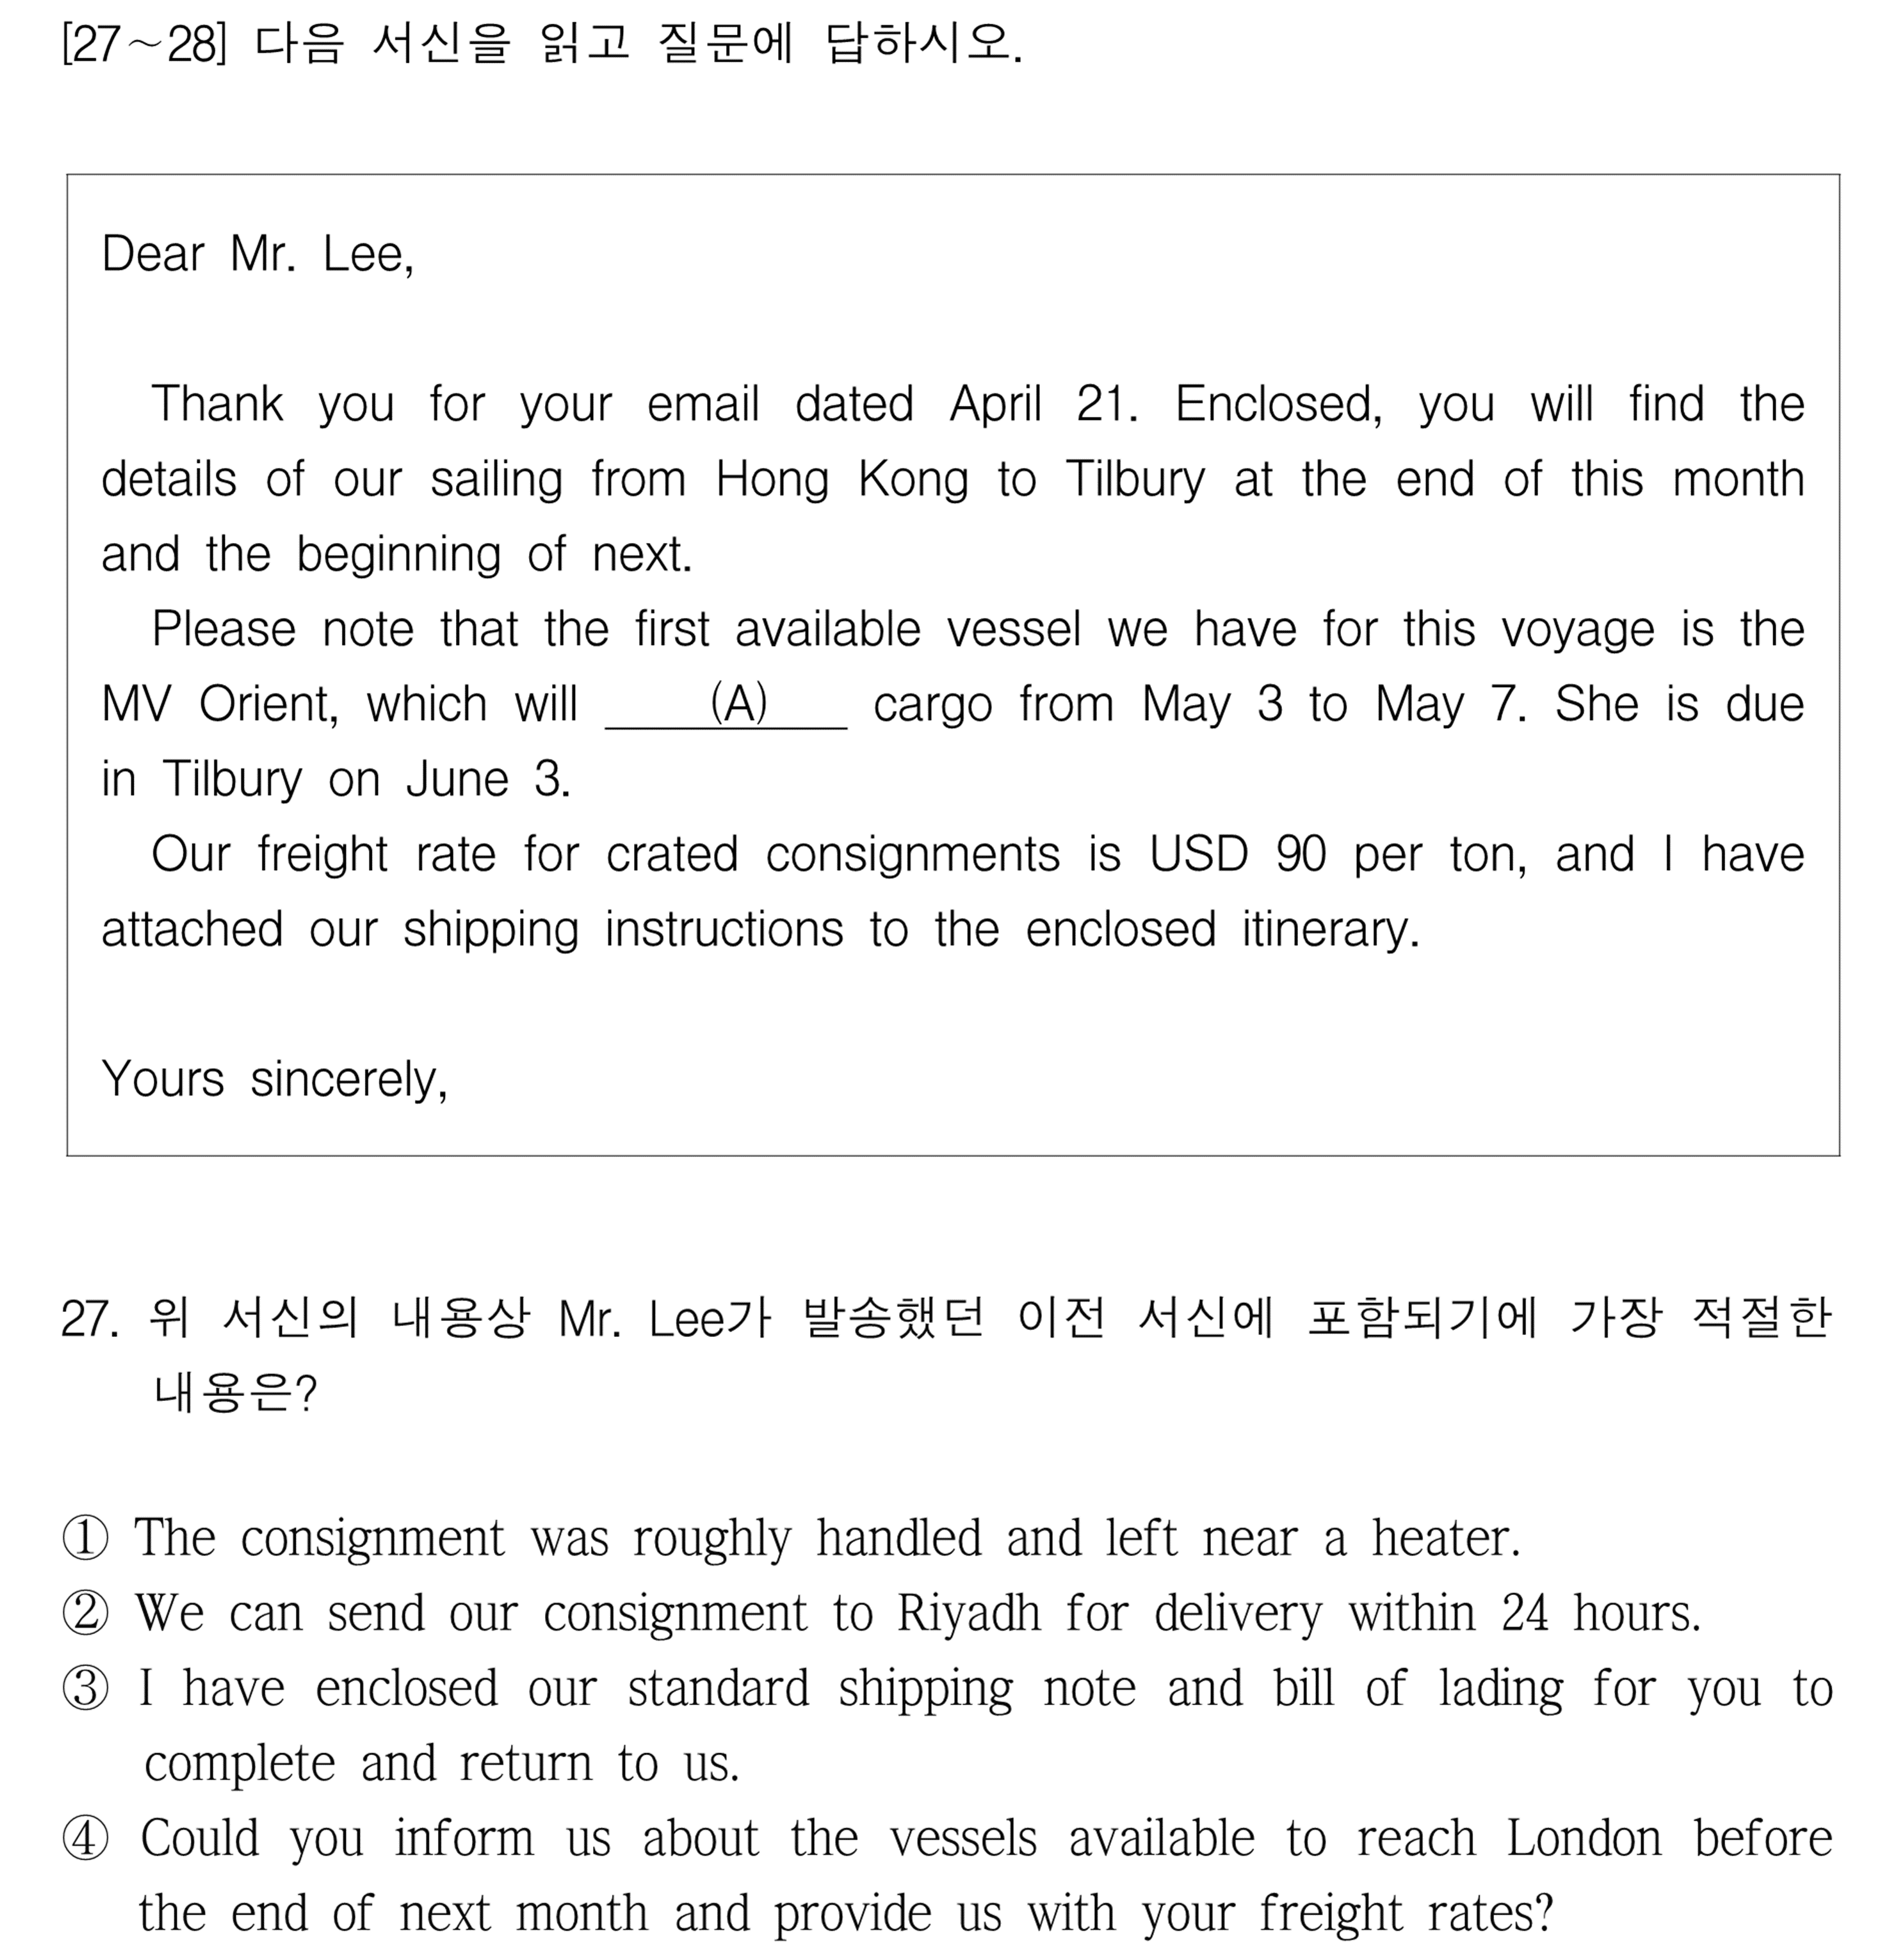 [27～28] 다음 서신을 읽고 질문에 답하시오.
Dear Mr. Lee,
Thank you for your email dated April 21. Enclosed, you will find the
details of our sailing from Hong Kong to Tilbury at the end of this month
and the beginning of next.
Please note that the first available vessel we have for this voyage is the
MV Orient, which will (A) cargo from May 3 to May 7. She is due
in Tilbury on June 3.
Our freight rate for crated consignments is USD 90 per ton, and I have
attached our shipping instructions to the enclosed itinerary.
Yours sincerely,
27. 위 서신의 내용상 Mr. Lee가 발송했던 이전 서신에 포함되기에 가장 적절한
내용은?
① The consignment was roughly handled and left near a heater.
② We can send our consignment to Riyadh for delivery within 24 hours.
③ I have enclosed our standard shipping note and bill of lading for you to
complete and return to us.
④ Could you inform us about the vessels available to reach London before
the end of next month and provide us with your freight rates?